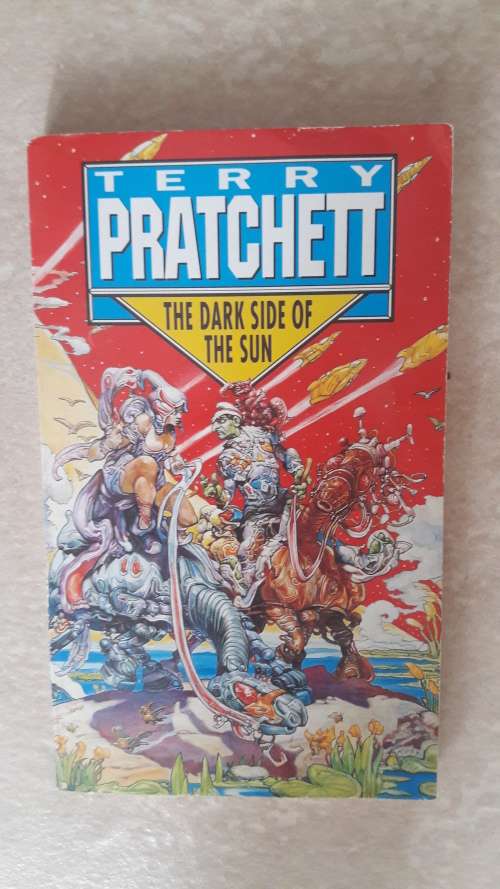 TERRY
PRATCHETT
THE DARK SIDE OF
THE SUN